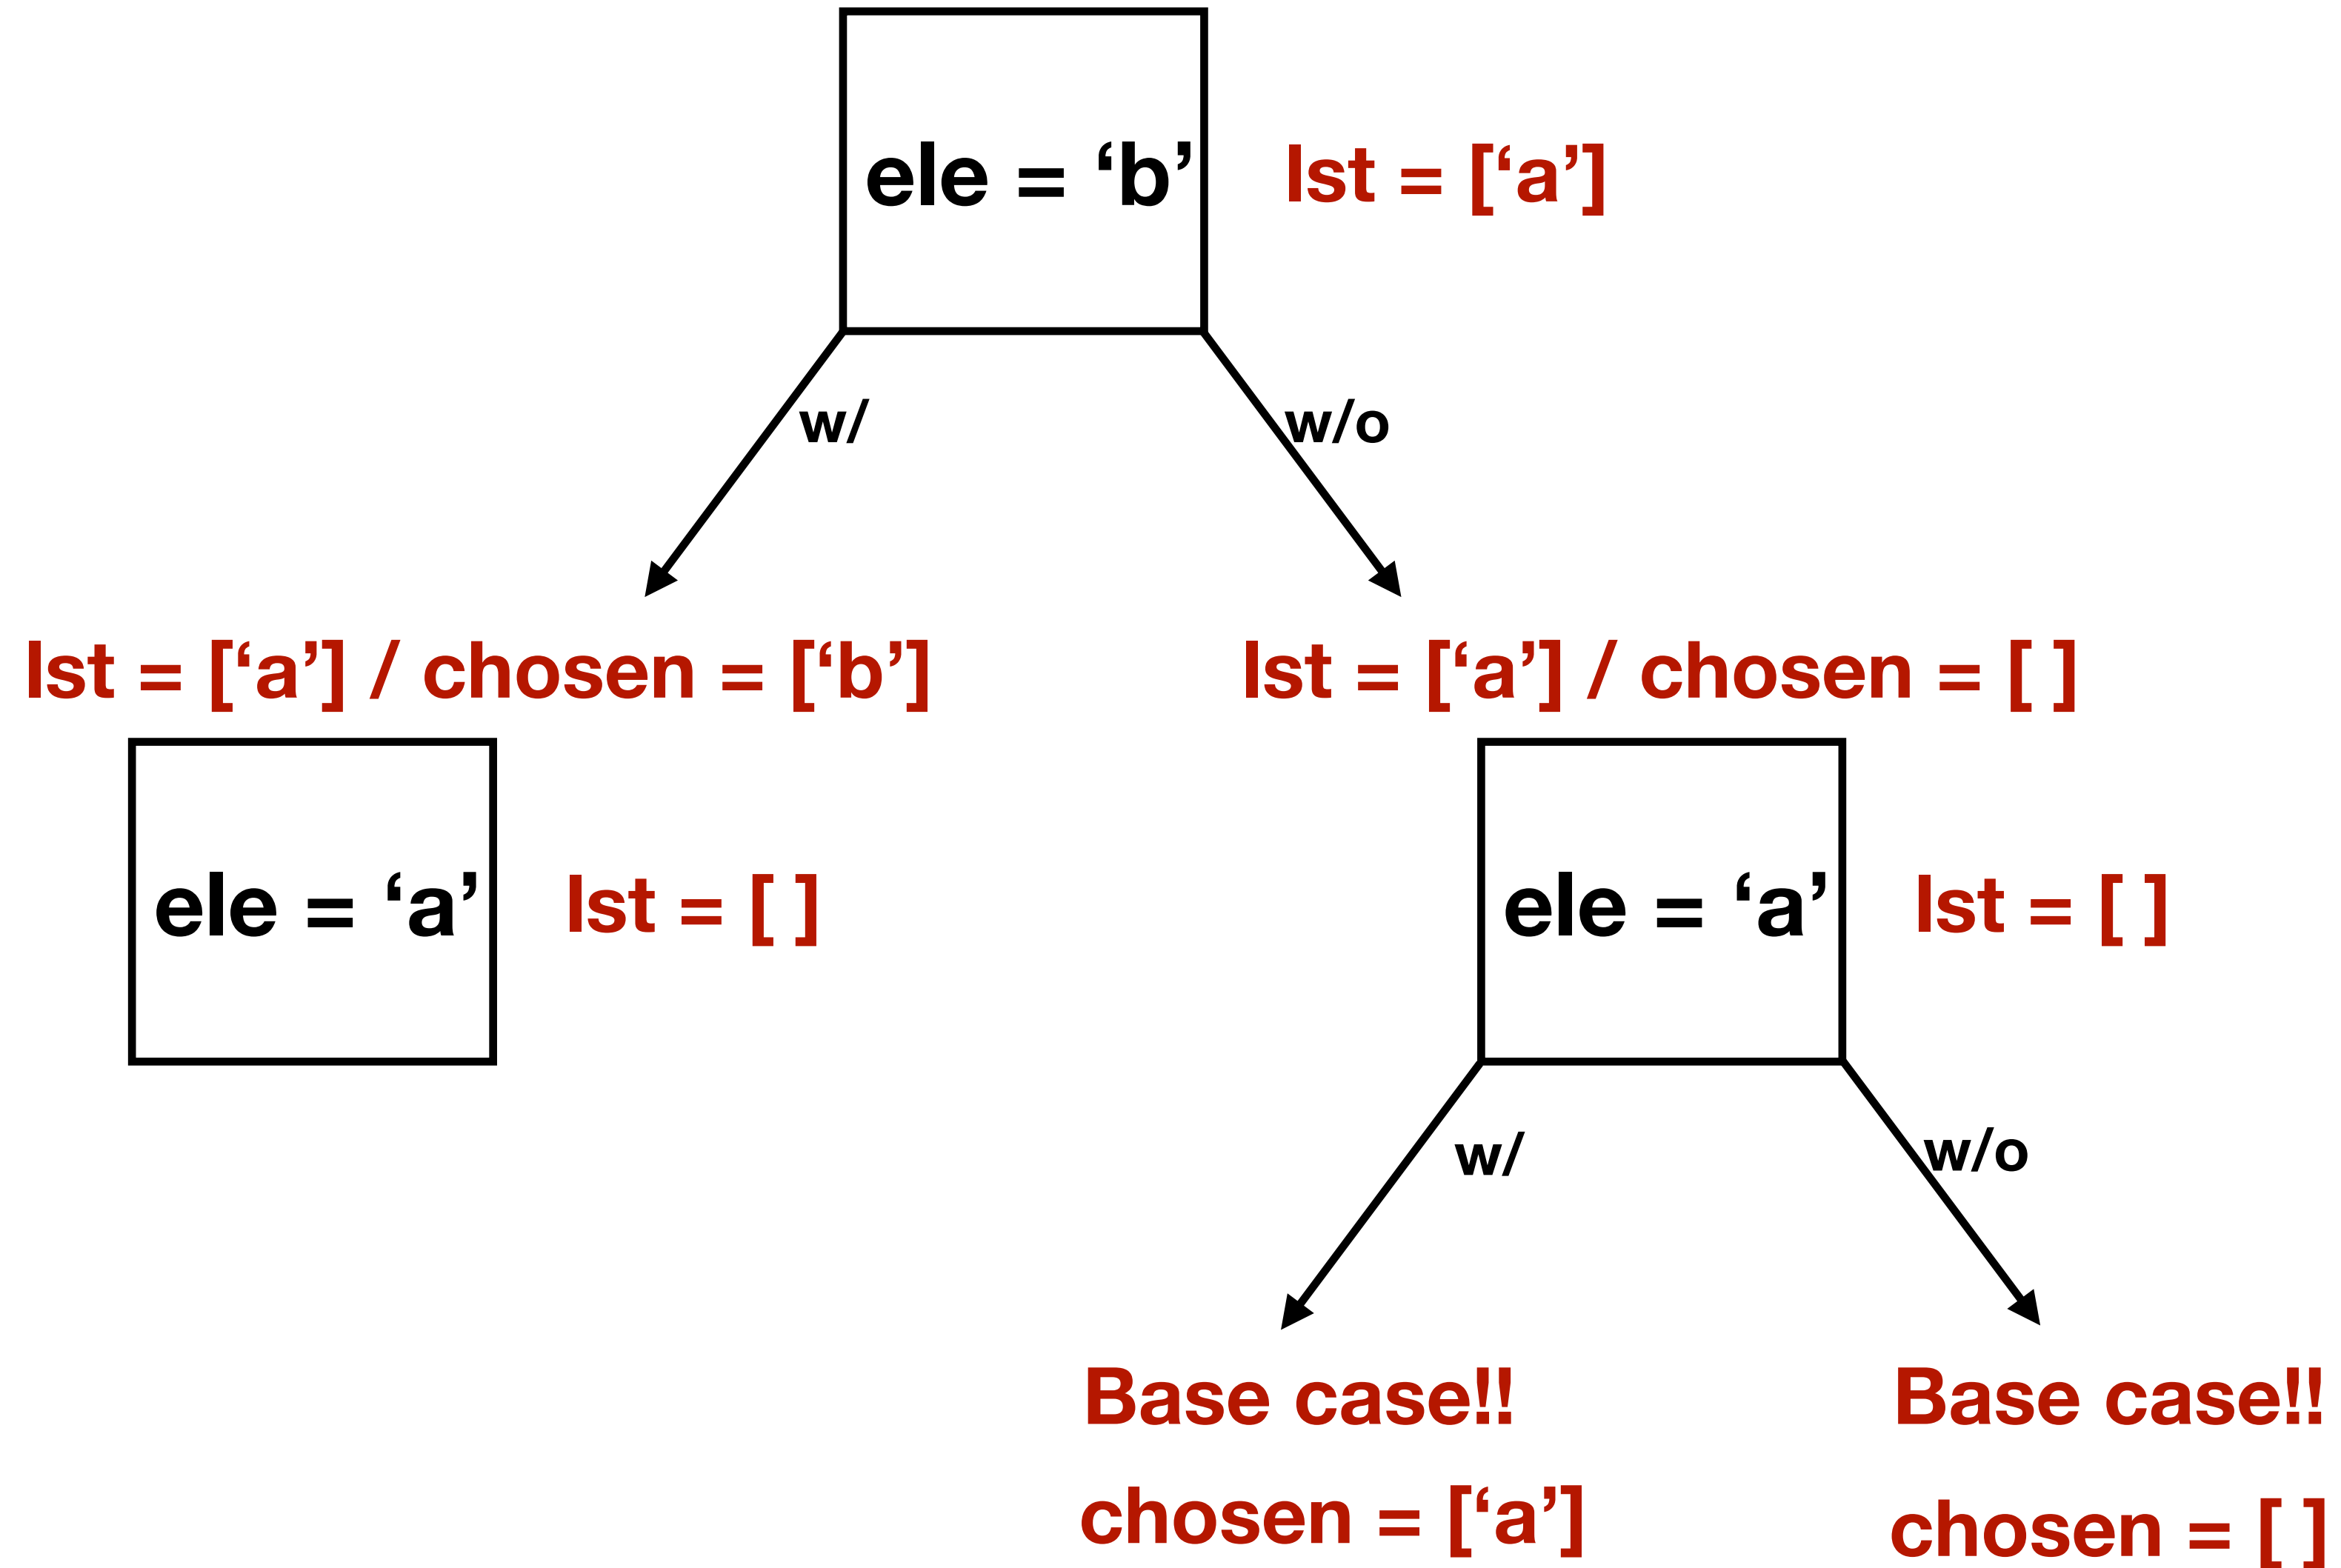 ele = ‘b’ lst = [‘a’]
w/ w/o
lst = [‘a’] / chosen = [‘b’] lst = [‘a’] / chosen = [ ]
ele = ‘a’ lst = [ ] ele = ‘a’ lst = [ ]
w/ w/o
Base case!! Base case!!
chosen = [‘a’] chosen = [ ]